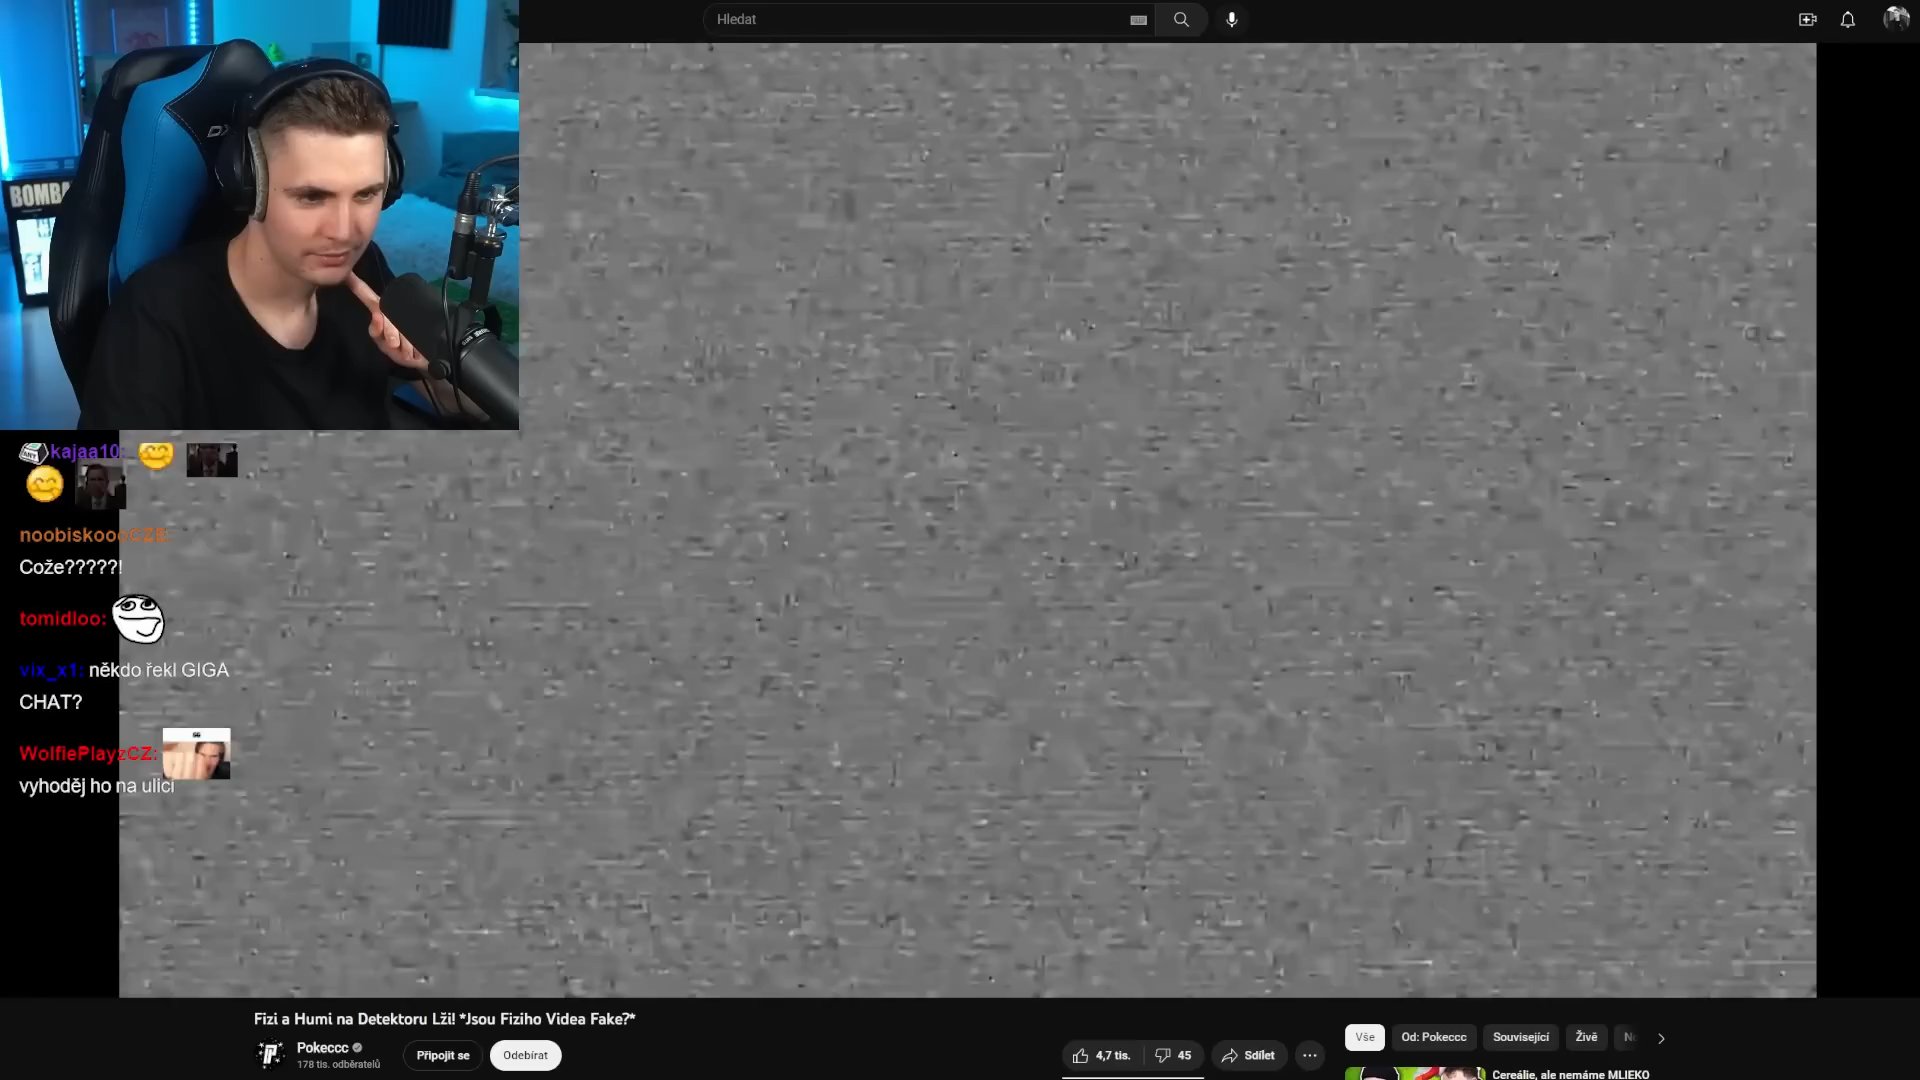 Hledat
BOMBA
kajaa10:
noobiskoooCZE:
Cože?????!
tomidloo:
vix_x1: někdo řekl GIGA
CHAT?
WolfiePlayzCZ:
vyhoděj ho na ulici
Fizi a Humi na Detektoru Lži! *Jsou Fiziho Videa Fake?*
Pokeccc
178 tis. odběratelů
Připojit se
Odebírat
4,7 tis.
45
Sdílet
Vše
Od: Pokeccc
Související
Živě
Cereálie, ale nemáme MLIEKO